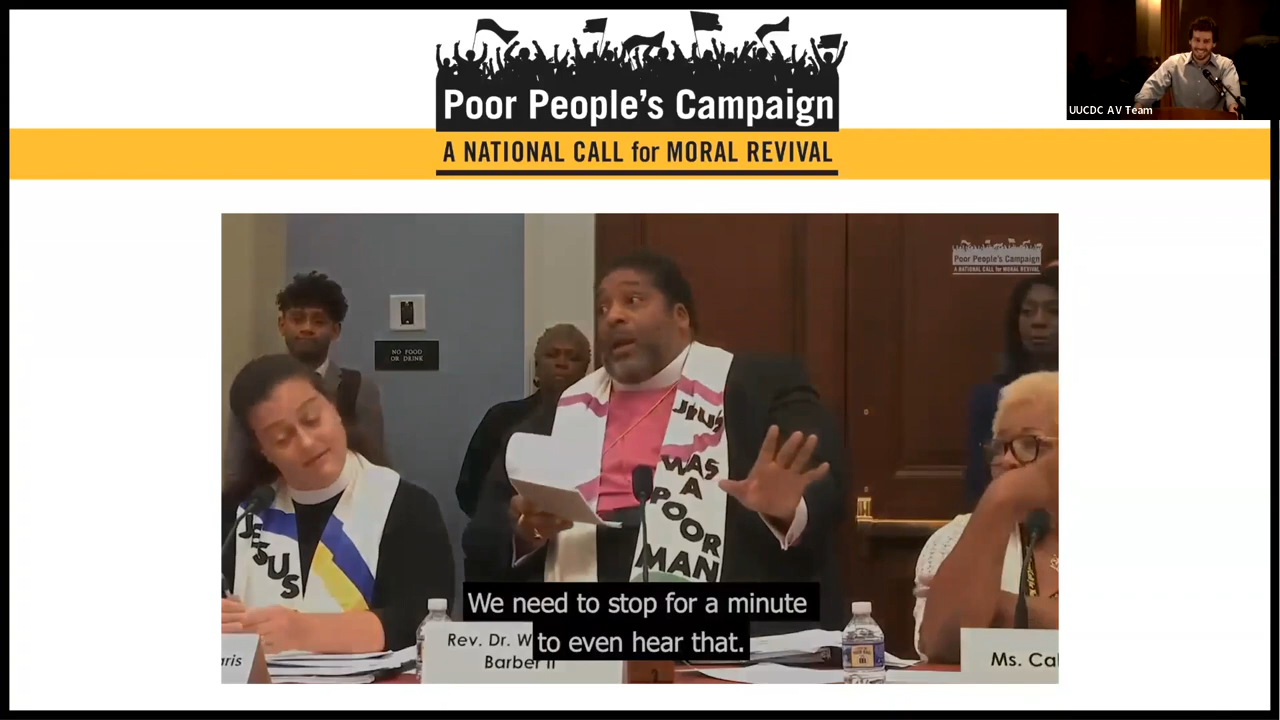 Poor People's Campaign
A NATIONAL CALL for MORAL REVIVAL
UUCDC AV Team
Poor People's Campaign
A NATIONAL CALL for MORAL REVIVAL
NO FOOD
OR DRINK
JESUS
WAS
A
POOR
MAN
JESUS
We need to stop for a minute
to even hear that.
Rev. Dr. W
Barber II
aris
Ms. Cal